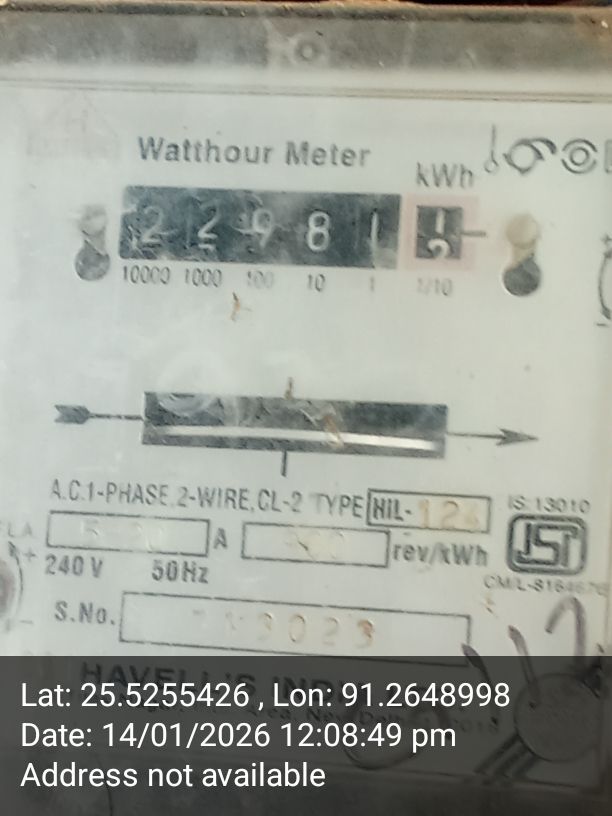 Watthour Meter
kWh
2 2 9 8 1
10000 1000 100 10 1 1/10
A.C.1-PHASE.2-WIRE,CL-2 TYPE HIL-
IS 13010
A rev/kWh
240 V 50Hz
S.No.
HAVELL'S
Lat: 25.5255426 , Lon: 91.2648998
Date: 14/01/2026 12:08:49 pm
Address not available